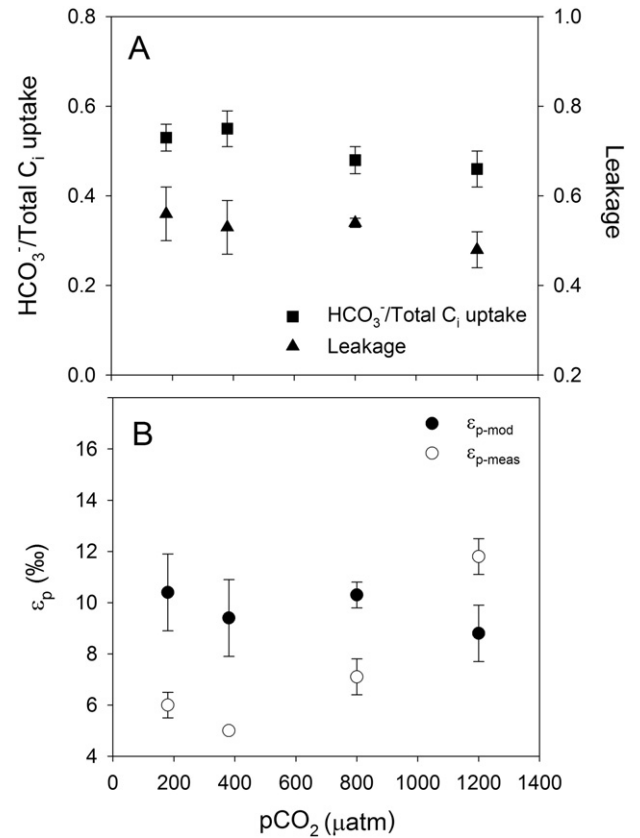 A
0.8
0.6
0.4
0.2
0.0
HCO₃⁻/Total Cᵢ uptake
1.0
0.8
0.6
0.4
0.2
Leakage
HCO₃⁻/Total Cᵢ uptake
Leakage
B
εp-mod
εp-meas
16
14
12
10
8
6
4
εp (‰)
0 200 400 600 800 1000 1200 1400
pCO₂ (μatm)